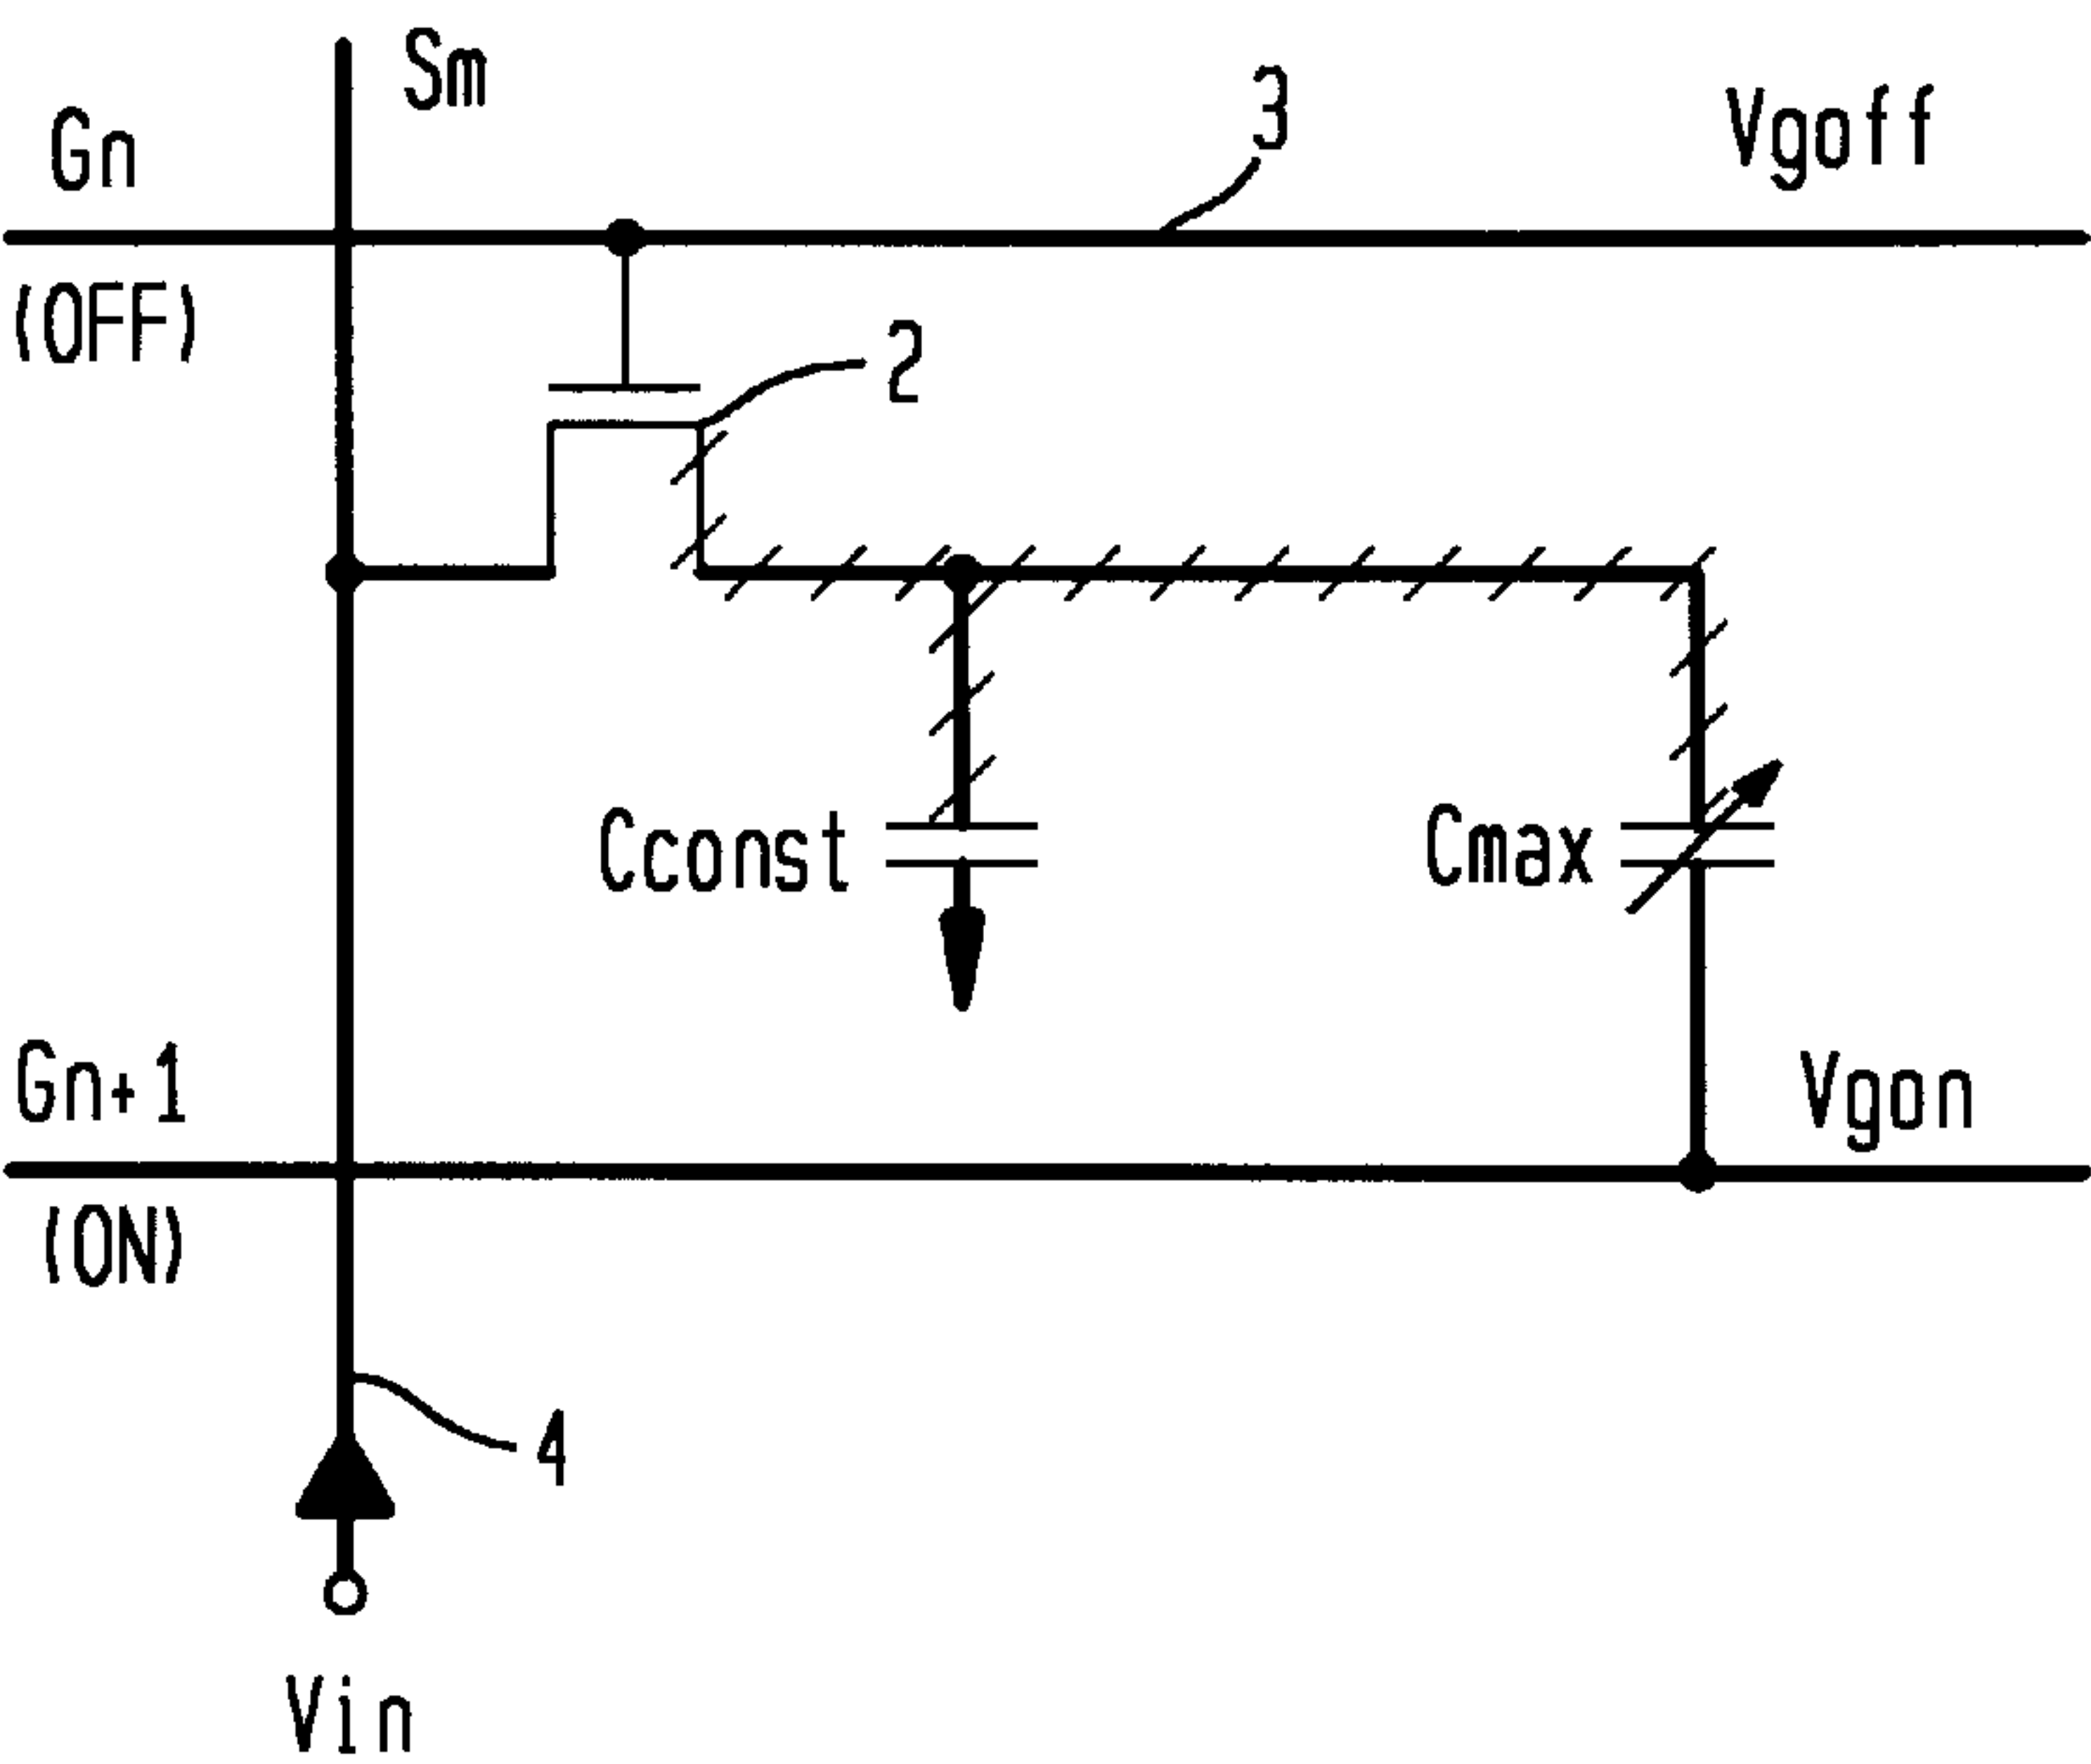 Sm
3
Vgoff
Gn
(OFF)
2
Cconst
Cmax
Gn+1
Vgon
(ON)
4
Vin